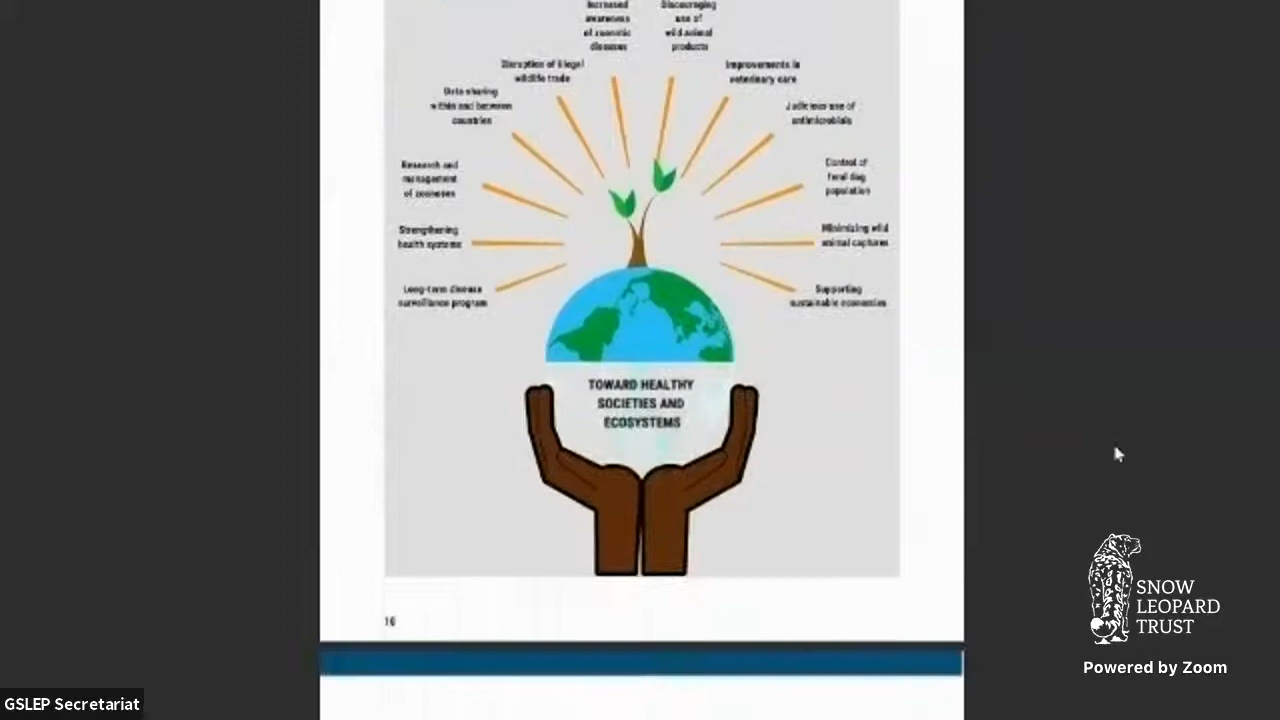 Increased
awareness
of zoonotic
diseases
Discouraging
use of
wild animal
products
Disruption of illegal
wildlife trade
Improvements in
veterinary care
Data sharing
within and between
countries
Judicious use of
antimicrobials
Research and
management
of zoonoses
Control of
feral dog
population
Strengthening
health systems
Minimizing wild
animal captures
Long-term disease
surveillance program
Supporting
sustainable economies
TOWARD HEALTHY
SOCIETIES AND
ECOSYSTEMS
16
SNOW
LEOPARD
TRUST
Powered by Zoom
GSLEP Secretariat